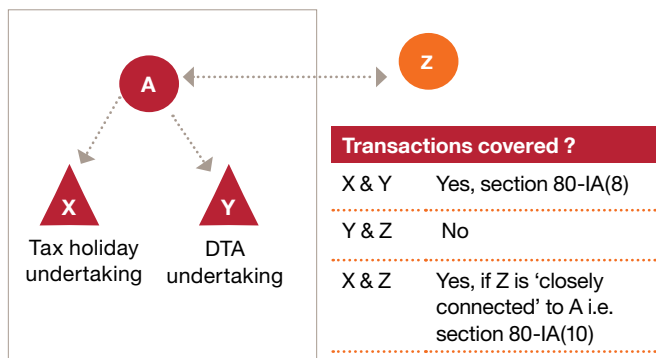 A
Z
X
Y
Tax holiday
undertaking
DTA
undertaking
Transactions covered ?
X & Y Yes, section 80-IA(8)
Y & Z No
X & Z Yes, if Z is ‘closely
connected’ to A i.e.
section 80-IA(10)